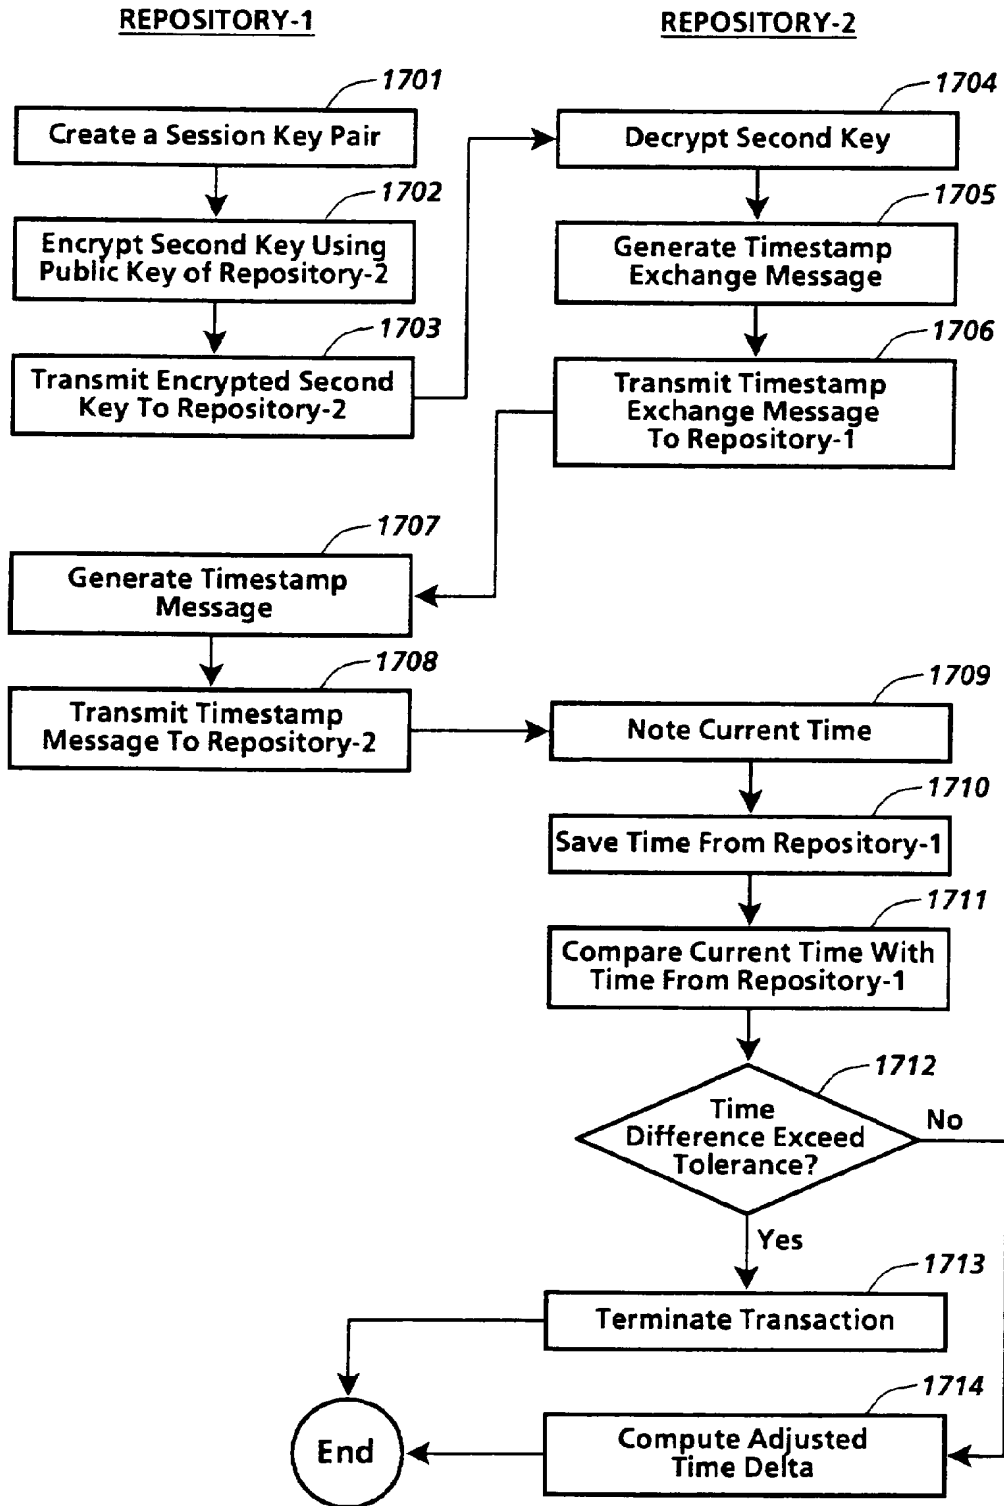 REPOSITORY-1
REPOSITORY-2
1701
Create a Session Key Pair
1702
Encrypt Second Key Using
Public Key of Repository-2
1703
Transmit Encrypted Second
Key To Repository-2
1704
Decrypt Second Key
1705
Generate Timestamp
Exchange Message
1706
Transmit Timestamp
Exchange Message
To Repository-1
1707
Generate Timestamp
Message
1708
Transmit Timestamp
Message To Repository-2
1709
Note Current Time
1710
Save Time From Repository-1
1711
Compare Current Time With
Time From Repository-1
1712
Time
Difference Exceed
Tolerance?
No
Yes
1713
Terminate Transaction
1714
Compute Adjusted
Time Delta
End